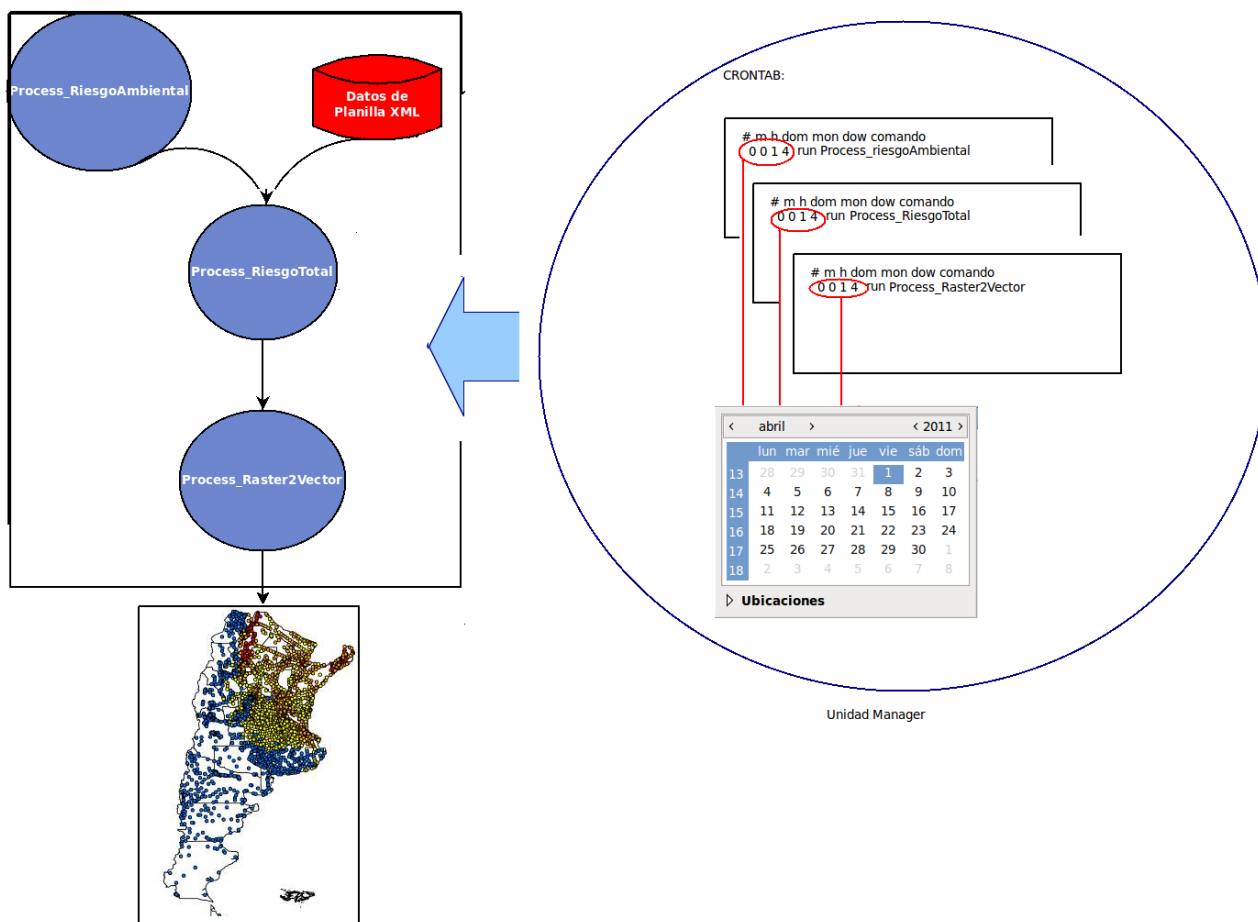 Process_RiesgoAmbiental
Datos de
Planilla XML
Process_RiesgoTotal
Process_Raster2Vector
CRONTAB:
# m h dom mon dow comando
0 0 1 4 run Process_riesgoAmbiental
# m h dom mon dow comando
0 0 1 4 run Process_RiesgoTotal
# m h dom mon dow comando
0 0 1 4 run Process_Raster2Vector
< abril > < 2011 >
lun mar mié jue vie sáb dom
13 28 29 30 31 1 2 3
14 4 5 6 7 8 9 10
15 11 12 13 14 15 16 17
16 18 19 20 21 22 23 24
17 25 26 27 28 29 30 1
18 2 3 4 5 6 7 8
Ubicaciones
Unidad Manager